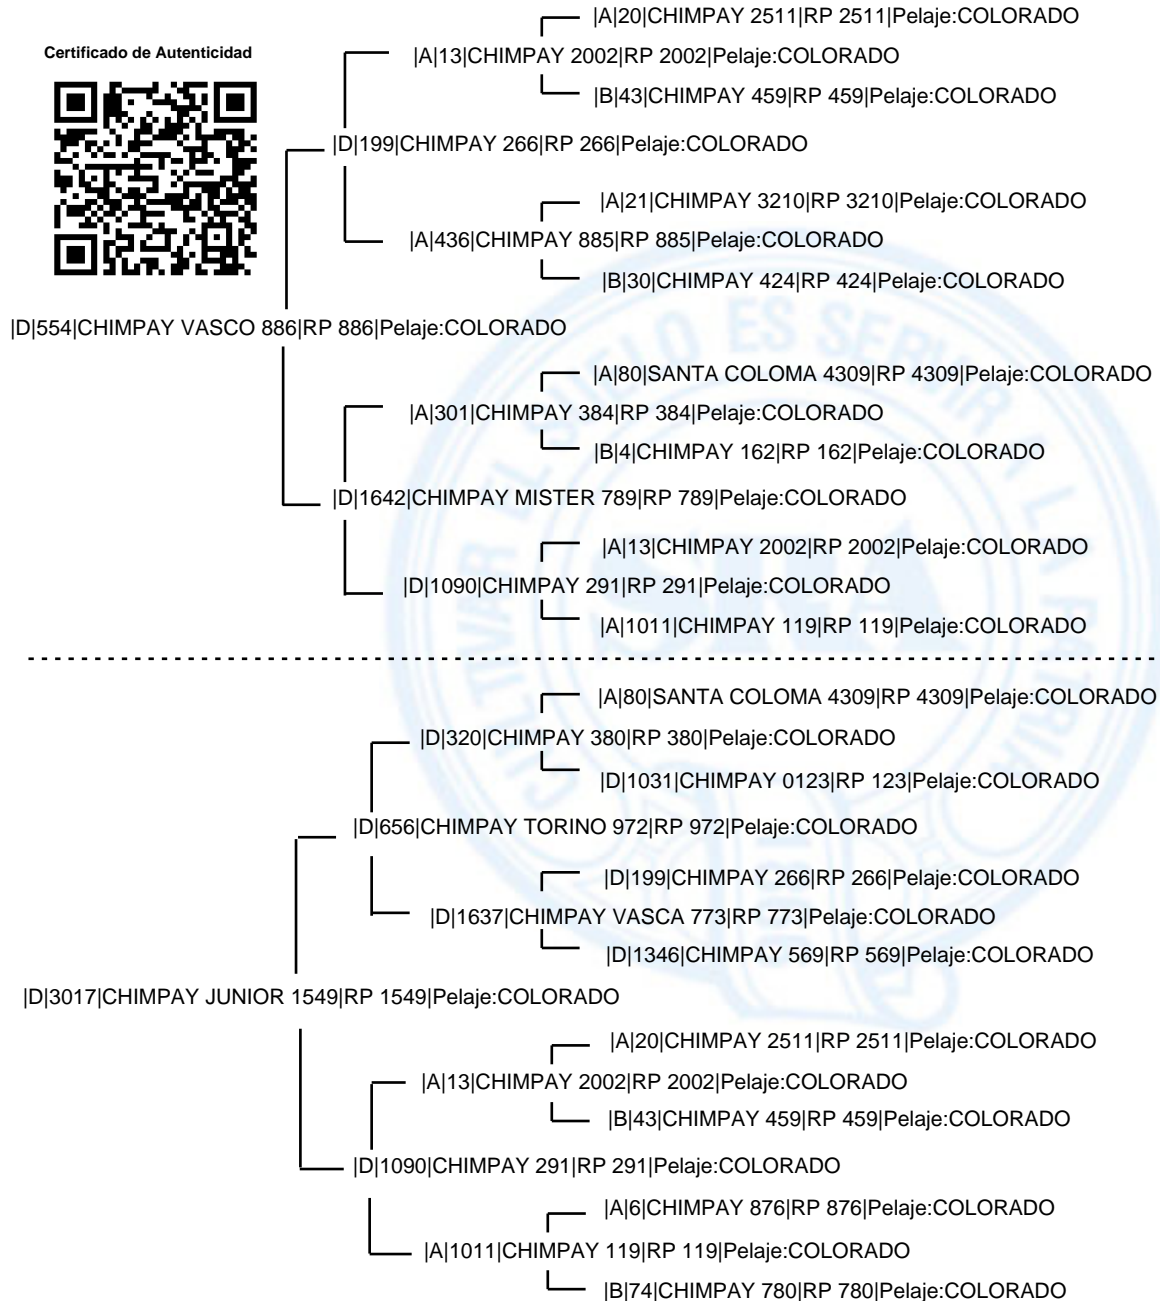 |A|20|CHIMPAY 2511|RP 2511|Pelaje:COLORADO
Certificado de Autenticidad
|A|13|CHIMPAY 2002|RP 2002|Pelaje:COLORADO
|B|43|CHIMPAY 459|RP 459|Pelaje:COLORADO
|D|199|CHIMPAY 266|RP 266|Pelaje:COLORADO
|A|21|CHIMPAY 3210|RP 3210|Pelaje:COLORADO
|A|436|CHIMPAY 885|RP 885|Pelaje:COLORADO
|B|30|CHIMPAY 424|RP 424|Pelaje:COLORADO
|D|554|CHIMPAY VASCO 886|RP 886|Pelaje:COLORADO
|A|80|SANTA COLOMA 4309|RP 4309|Pelaje:COLORADO
|A|301|CHIMPAY 384|RP 384|Pelaje:COLORADO
|B|4|CHIMPAY 162|RP 162|Pelaje:COLORADO
|D|1642|CHIMPAY MISTER 789|RP 789|Pelaje:COLORADO
|A|13|CHIMPAY 2002|RP 2002|Pelaje:COLORADO
|D|1090|CHIMPAY 291|RP 291|Pelaje:COLORADO
|A|1011|CHIMPAY 119|RP 119|Pelaje:COLORADO
|A|80|SANTA COLOMA 4309|RP 4309|Pelaje:COLORADO
|D|320|CHIMPAY 380|RP 380|Pelaje:COLORADO
|D|1031|CHIMPAY 0123|RP 123|Pelaje:COLORADO
|D|656|CHIMPAY TORINO 972|RP 972|Pelaje:COLORADO
|D|199|CHIMPAY 266|RP 266|Pelaje:COLORADO
|D|1637|CHIMPAY VASCA 773|RP 773|Pelaje:COLORADO
|D|1346|CHIMPAY 569|RP 569|Pelaje:COLORADO
|D|3017|CHIMPAY JUNIOR 1549|RP 1549|Pelaje:COLORADO
|A|20|CHIMPAY 2511|RP 2511|Pelaje:COLORADO
|A|13|CHIMPAY 2002|RP 2002|Pelaje:COLORADO
|B|43|CHIMPAY 459|RP 459|Pelaje:COLORADO
|D|1090|CHIMPAY 291|RP 291|Pelaje:COLORADO
|A|6|CHIMPAY 876|RP 876|Pelaje:COLORADO
|A|1011|CHIMPAY 119|RP 119|Pelaje:COLORADO
|B|74|CHIMPAY 780|RP 780|Pelaje:COLORADO
CULTIVAR EL SUELO ES SERVIR A LA PATRIA
SRA